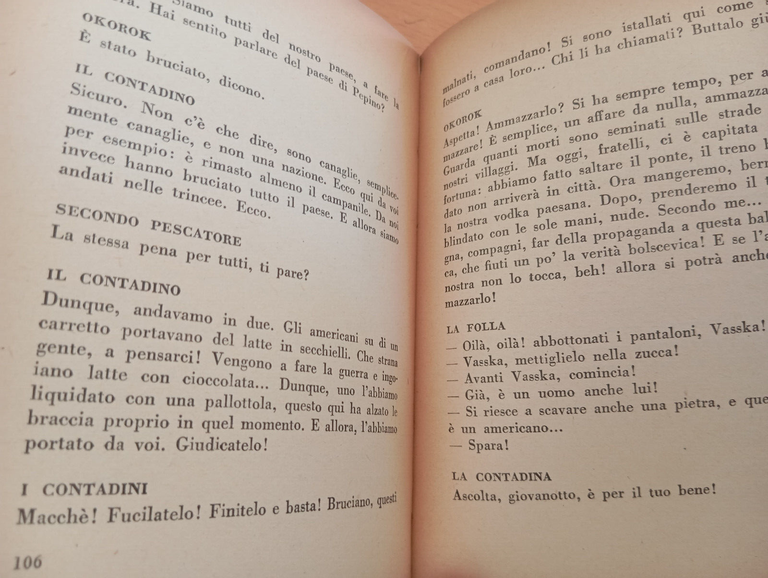 Siamo tutti del nostro paese, a fare la
Hai sentito parlare del paese di Pepino?
OKOROK
È stato bruciato, dicono.
IL CONTADINO
Sicuro. Non c'è che dire, sono canaglie, semplice-
mente canaglie, e non una nazione. Ecco qui da voi
per esempio: è rimasto almeno il campanile. Da noi
invece hanno bruciato tutto il paese. E allora siamo
andati nelle trincee. Ecco.
SECONDO PESCATORE
La stessa pena per tutti, ti pare?
IL CONTADINO
Dunque, andavamo in due. Gli americani su di un
carretto portavano del latte in secchielli. Che strana
gente, a pensarci! Vengono a fare la guerra e ingo-
iano latte con cioccolata... Dunque, uno l'abbiamo
liquidato con una pallottola, questo qui ha alzato le
braccia proprio in quel momento. E allora, l'abbiamo
portato da voi. Giudicatelo!
I CONTADINI
Macchè! Fucilatelo! Finitelo e basta! Bruciano, questi
106
malnati, comandano! Si sono istallati qui come
fossero a casa loro... Chi li ha chiamati? Buttalo giù
OKOROK
Aspetta! Ammazzarlo? Si ha sempre tempo, per a
mazzare! È semplice, un affare da nulla, ammazza
Guarda quanti morti sono seminati sulle strade
nostri villaggi. Ma oggi, fratelli, ci è capitata
fortuna: abbiamo fatto saltare il ponte, il treno b
dato non arriverà in città. Ora mangeremo, berr
la nostra vodka paesana. Dopo, prenderemo il t
blindato con le sole mani, nude. Secondo me...
gna, compagni, far della propaganda a questa bal
ca, che fiuti un po' la verità bolscevica! E se l'a
nostra non lo tocca, beh! allora si potrà anche
mazzarlo!
LA FOLLA
— Oilà, oilà! abbottonati i pantaloni, Vasska!
— Vasska, mettiglielo nella zucca!
— Avanti Vasska, comincia!
— Già, è un uomo anche lui!
— Si riesce a scavare anche una pietra, e que
è un americano...
— Spara!
LA CONTADINA
Ascolta, giovanotto, è per il tuo bene!